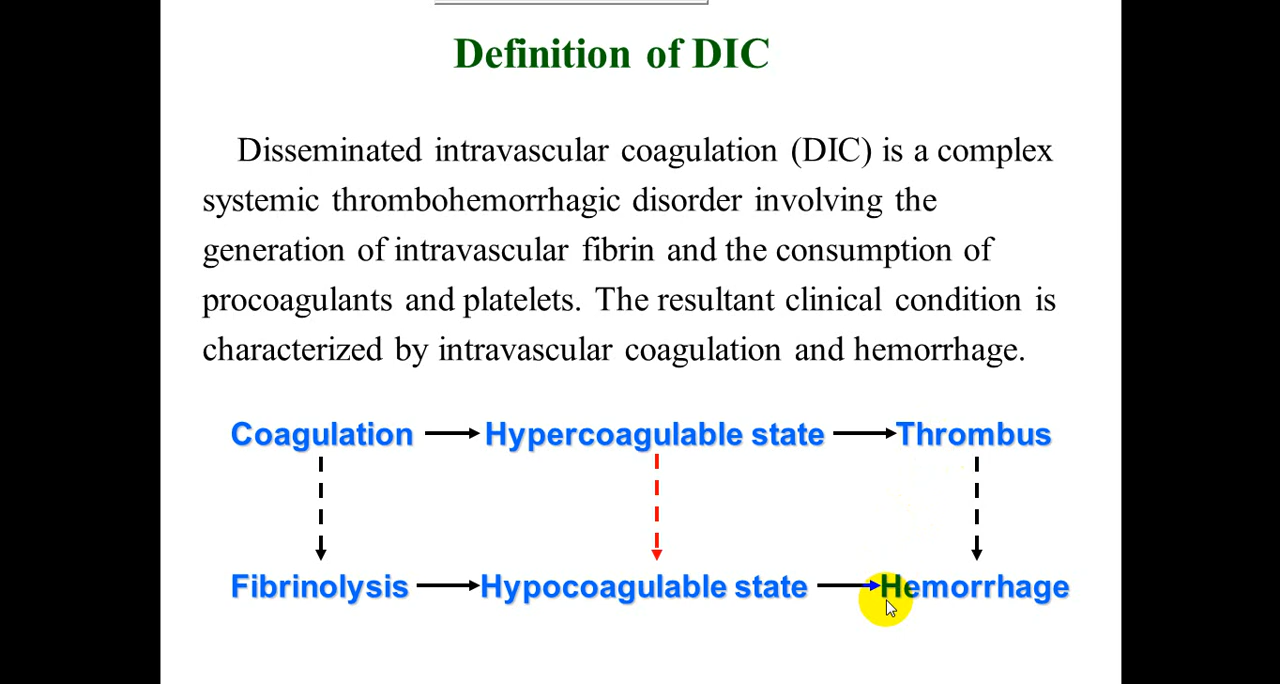 Definition of DIC
Disseminated intravascular coagulation (DIC) is a complex
systemic thrombohemorrhagic disorder involving the
generation of intravascular fibrin and the consumption of
procoagulants and platelets. The resultant clinical condition is
characterized by intravascular coagulation and hemorrhage.
Coagulation Hypercoagulable state Thrombus
Fibrinolysis Hypocoagulable state Hemorrhage